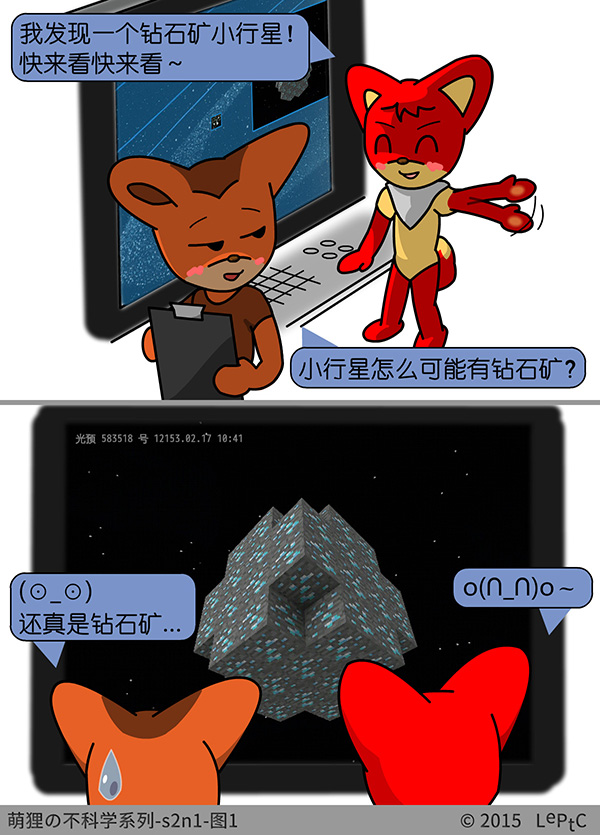 我发现一个钻石矿小行星！
快来看快来看～
小行星怎么可能有钻石矿？
光预 583518 号 12153.02.17 10:41
(⊙_⊙)
还真是钻石矿...
o(∩_∩)o～
萌狸の不科学系列-s2n1-图1
© 2015 LePtC